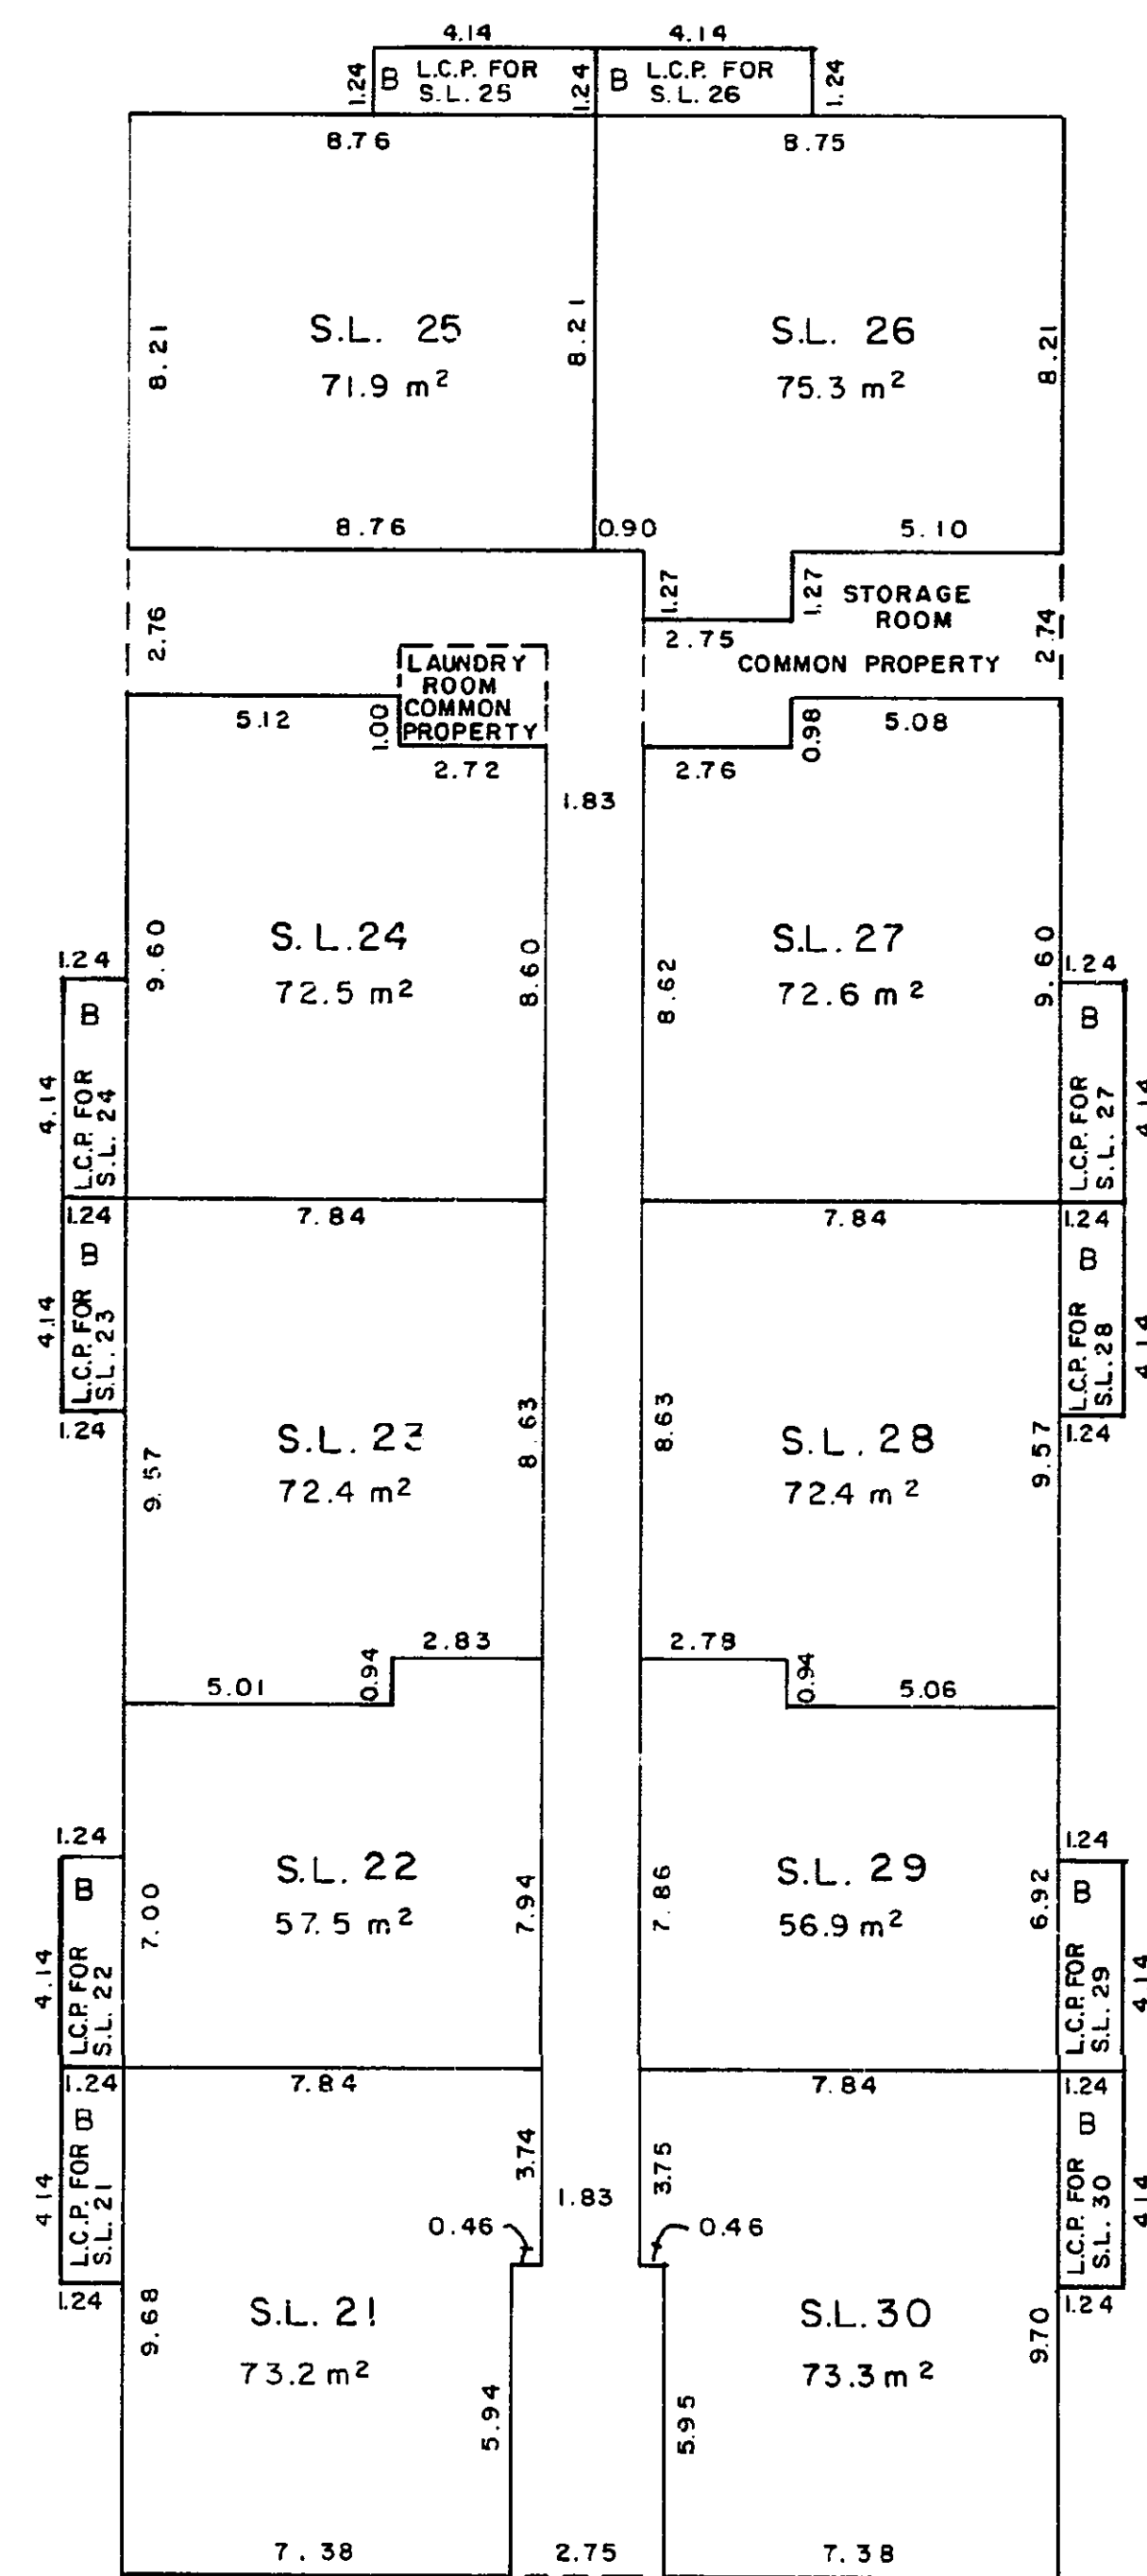 4.14
4.14
1.24
B
L.C.P. FOR
S.L. 25
1.24
B
L.C.P. FOR
S.L. 26
1.24
8.76
8.75
8.21
S.L. 25
71.9 m²
8.21
S.L. 26
75.3 m²
8.21
8.76
0.90
5.10
2.76
1.27
2.75
1.27
STORAGE
ROOM
COMMON PROPERTY
2.74
LAUNDRY
ROOM
COMMON
PROPERTY
5.12
1.00
2.72
2.76
0.98
5.08
1.83
S.L. 24
72.5 m²
9.60
8.60
8.62
S.L. 27
72.6 m²
9.60
1.24
B
L.C.P. FOR
S.L. 24
4.14
1.24
B
L.C.P. FOR
S.L. 27
4.14
1.24
7.84
7.84
1.24
B
L.C.P. FOR
S.L. 23
4.14
1.24
B
L.C.P. FOR
S.L. 28
4.14
1.24
9.57
S.L. 23
72.4 m²
8.63
8.63
S.L. 28
72.4 m²
9.57
5.01
0.94
2.83
2.78
0.94
5.06
1.24
B
L.C.P. FOR
S.L. 22
4.14
7.00
S.L. 22
57.5 m²
7.94
7.86
S.L. 29
56.9 m²
6.92
1.24
B
L.C.P. FOR
S.L. 29
4.14
1.24
7.84
7.84
1.24
B
L.C.P. FOR
S.L. 21
4.14
1.24
3.74
1.83
3.75
0.46
0.46
B
L.C.P. FOR
S.L. 30
4.14
1.24
9.68
S.L. 21
73.2 m²
5.94
5.95
S.L. 30
73.3 m²
9.70
7.38
2.75
7.38